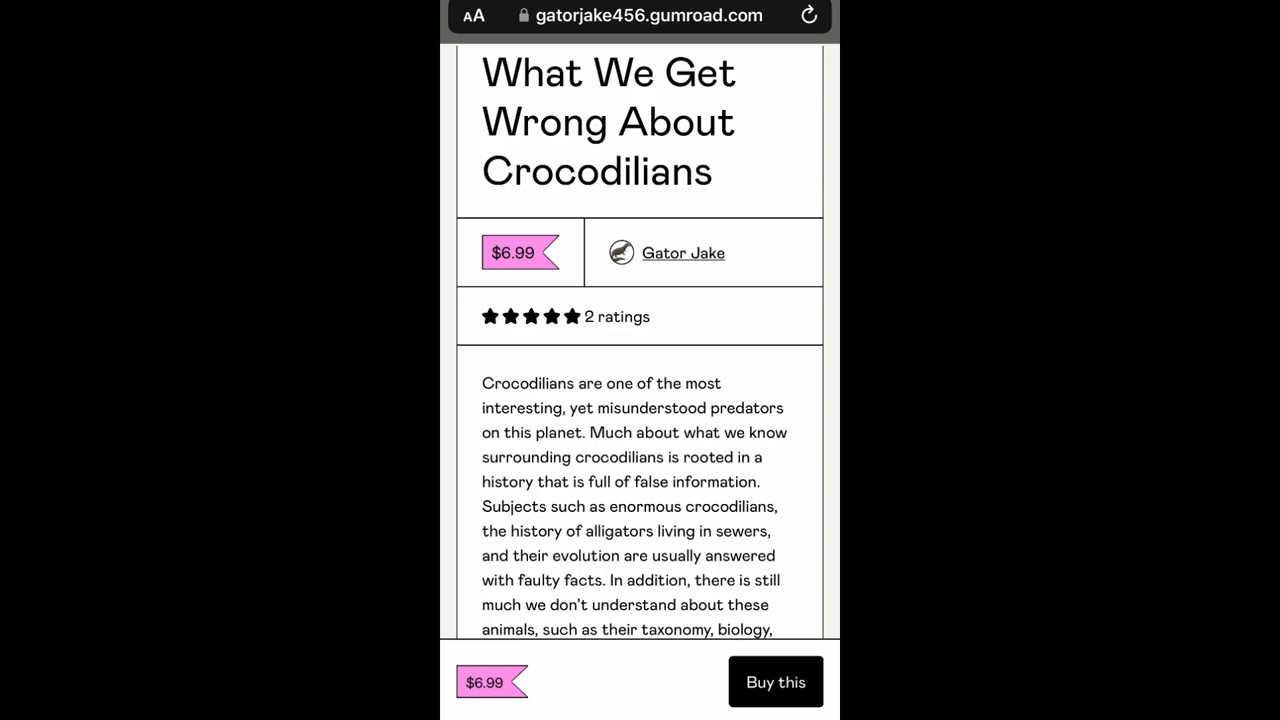 AA gatorjake456.gumroad.com
What We Get
Wrong About
Crocodilians
$6.99 Gator Jake
2 ratings
Crocodilians are one of the most
interesting, yet misunderstood predators
on this planet. Much about what we know
surrounding crocodilians is rooted in a
history that is full of false information.
Subjects such as enormous crocodilians,
the history of alligators living in sewers,
and their evolution are usually answered
with faulty facts. In addition, there is still
much we don’t understand about these
animals, such as their taxonomy, biology,
$6.99 Buy this